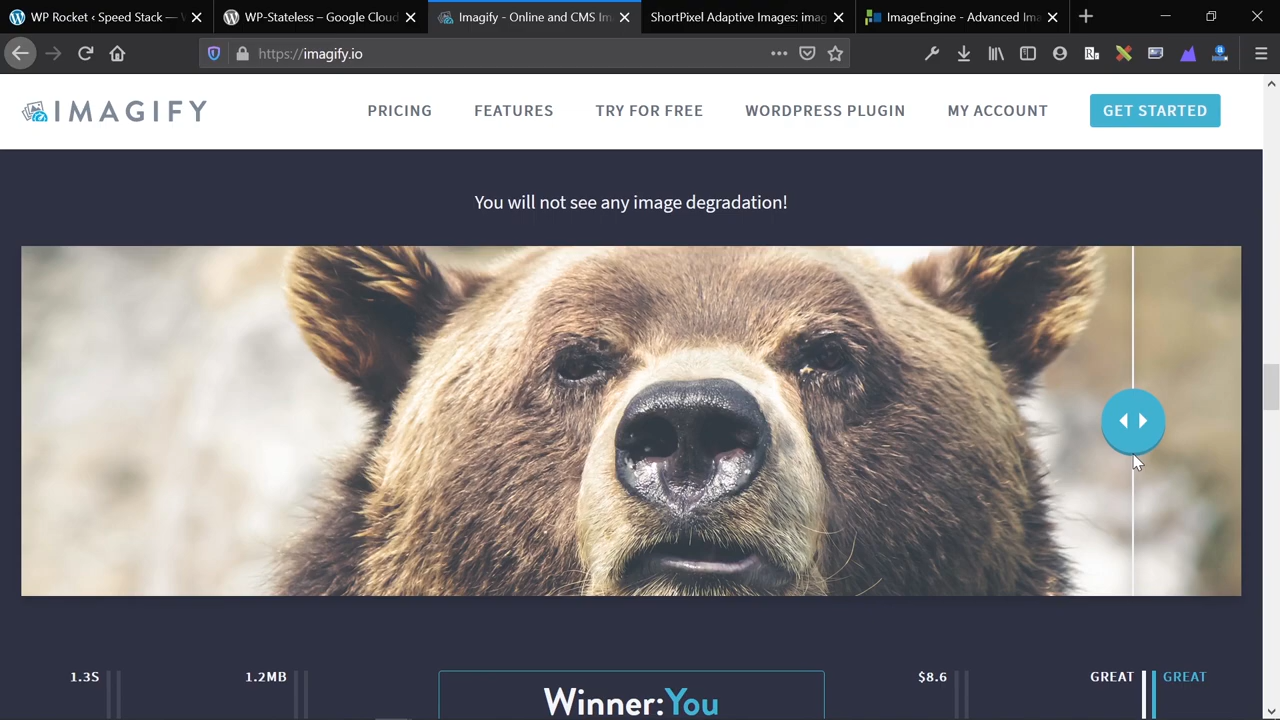 WP Rocket ‹ Speed Stack —
WP-Stateless – Google Cloud
Imagify - Online and CMS Im
ShortPixel Adaptive Images: imag
ImageEngine - Advanced Ima
https://imagify.io
IMAGIFY
PRICING
FEATURES
TRY FOR FREE
WORDPRESS PLUGIN
MY ACCOUNT
GET STARTED
You will not see any image degradation!
1.3S
1.2MB
Winner:You
$8.6
GREAT
GREAT